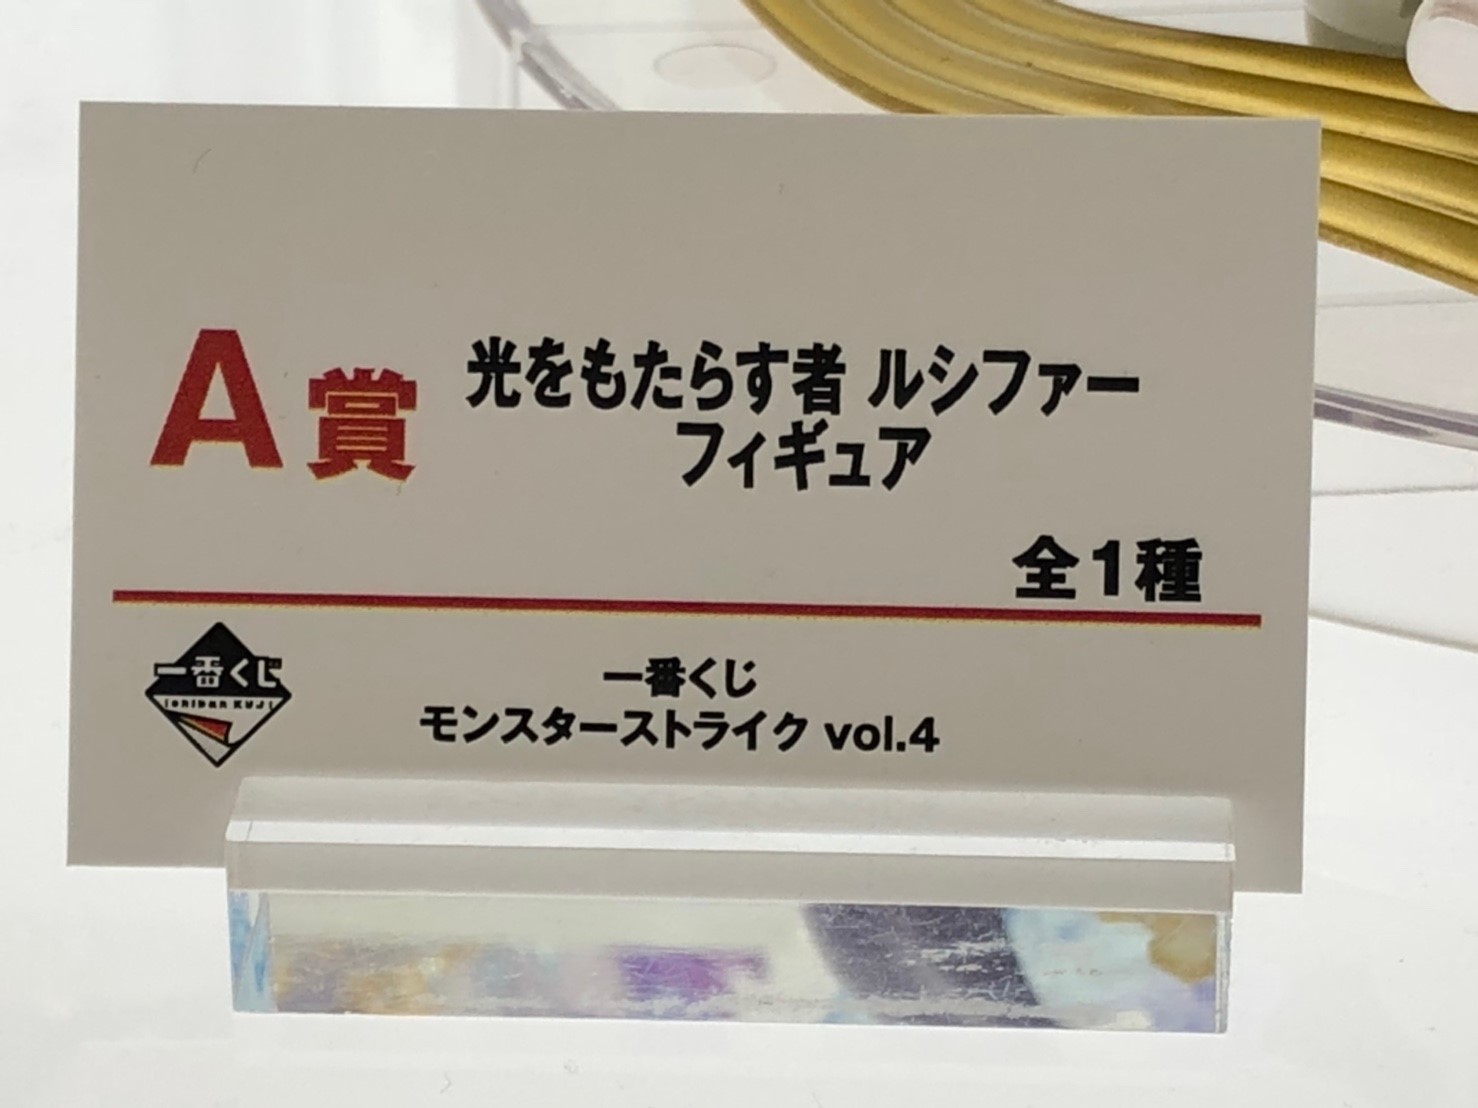 A賞
光をもたらす者 ルシファー
フィギュア
全1種
一番くじ
Ichiban KUJI
一番くじ
モンスターストライク vol.4